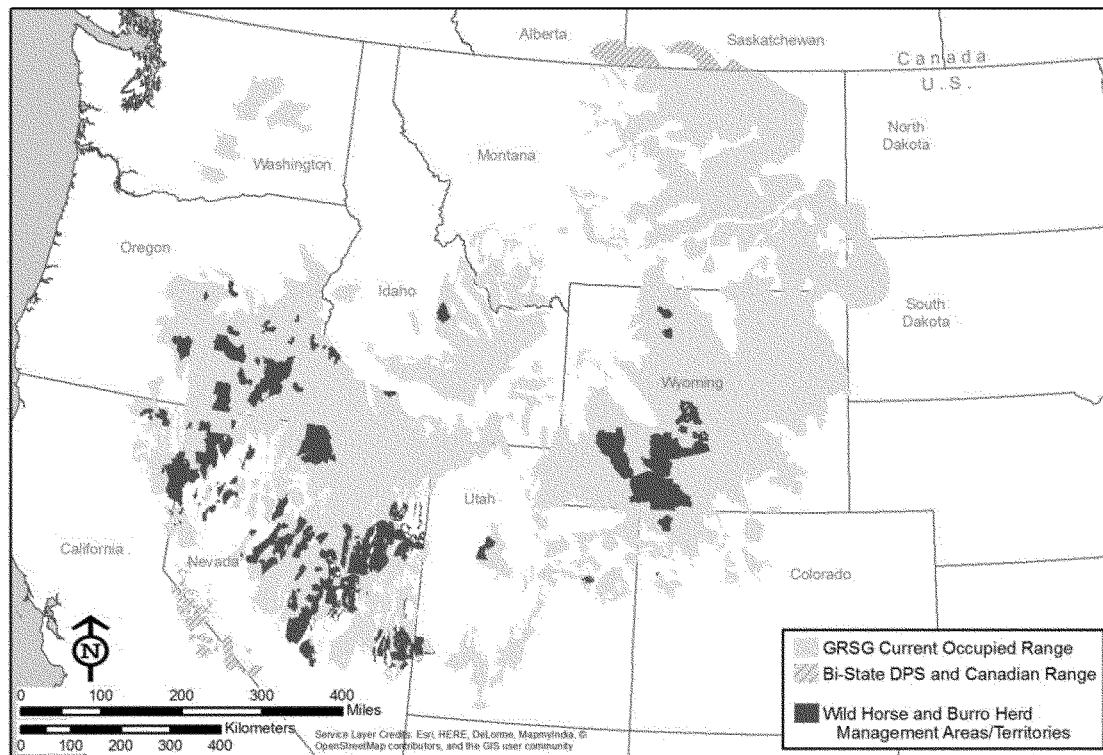 Alberta
Saskatchewan
Canada
U.S.
North
Dakota
Washington
Montana
Oregon
Idaho
South
Dakota
Wyoming
Utah
California
Nevada
Colorado
N
0 100 200 300 400
Miles
Kilometers
0 100 200 300 400
Service Layer Credits: Esri, HERE, DeLorme, MapmyIndia, ©
OpenStreetMap contributors, and the GIS user community
GRSG Current Occupied Range
Bi-State DPS and Canadian Range
Wild Horse and Burro Herd
Management Areas/Territories